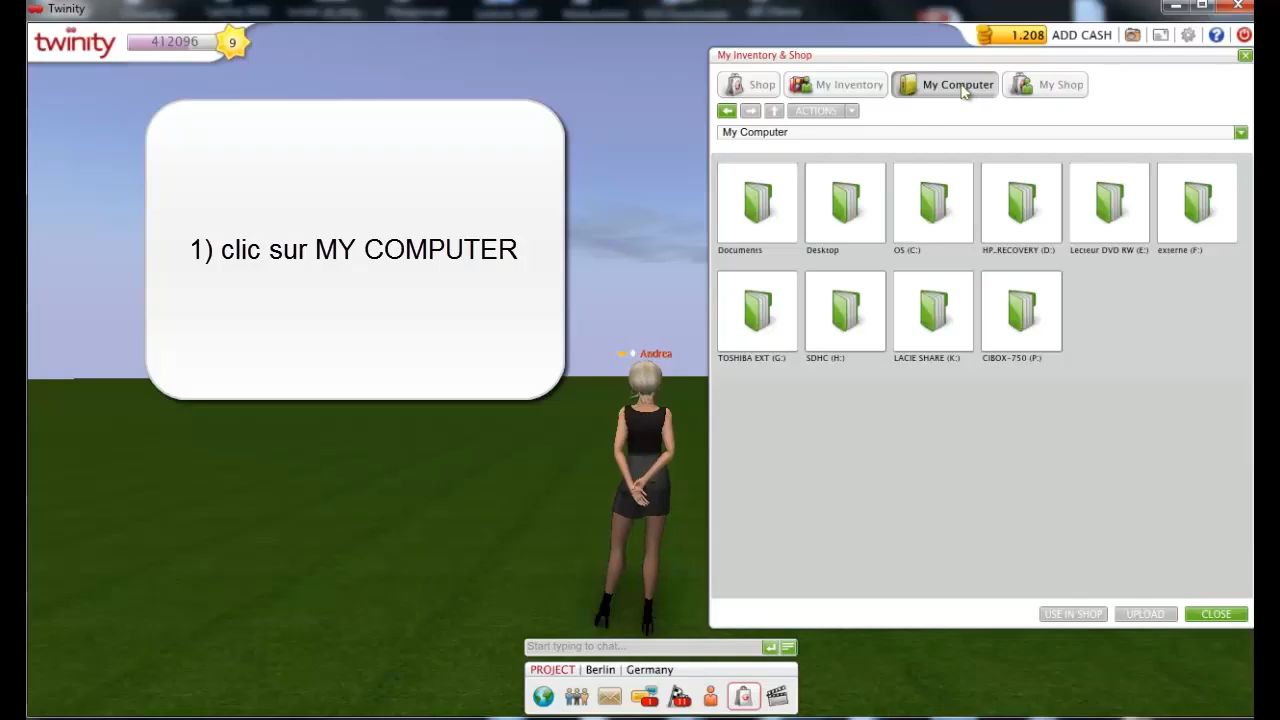 Twinity
twinity
412096
9
1.208
ADD CASH
My Inventory & Shop
Shop
My Inventory
My Computer
My Shop
ACTIONS
My Computer
Documents
Desktop
OS (C:)
HP_RECOVERY (D:)
Lecteur DVD RW (E:)
externe (F:)
TOSHIBA EXT (G:)
SDHC (H:)
LACIE SHARE (K:)
CIBOX-750 (P:)
1) clic sur MY COMPUTER
Andrea
USE IN SHOP
UPLOAD
CLOSE
Start typing to chat...
PROJECT | Berlin | Germany
1
11